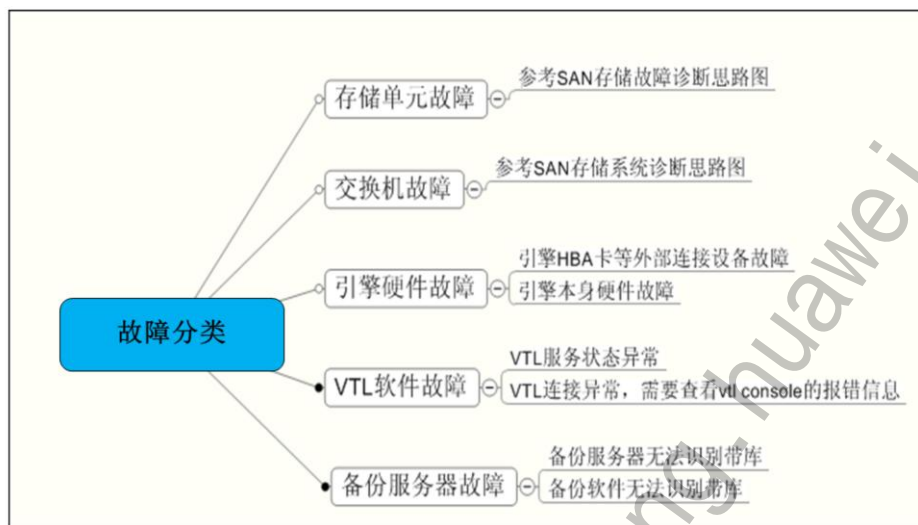 故障分类
存储单元故障
参考SAN存储故障诊断思路图
交换机故障
参考SAN存储系统诊断思路图
引擎硬件故障
引擎HBA卡等外部连接设备故障
引擎本身硬件故障
VTL软件故障
VTL服务状态异常
VTL连接异常，需要查看vtl console的报错信息
备份服务器故障
备份服务器无法识别带库
备份软件无法识别带库
ng.huawei